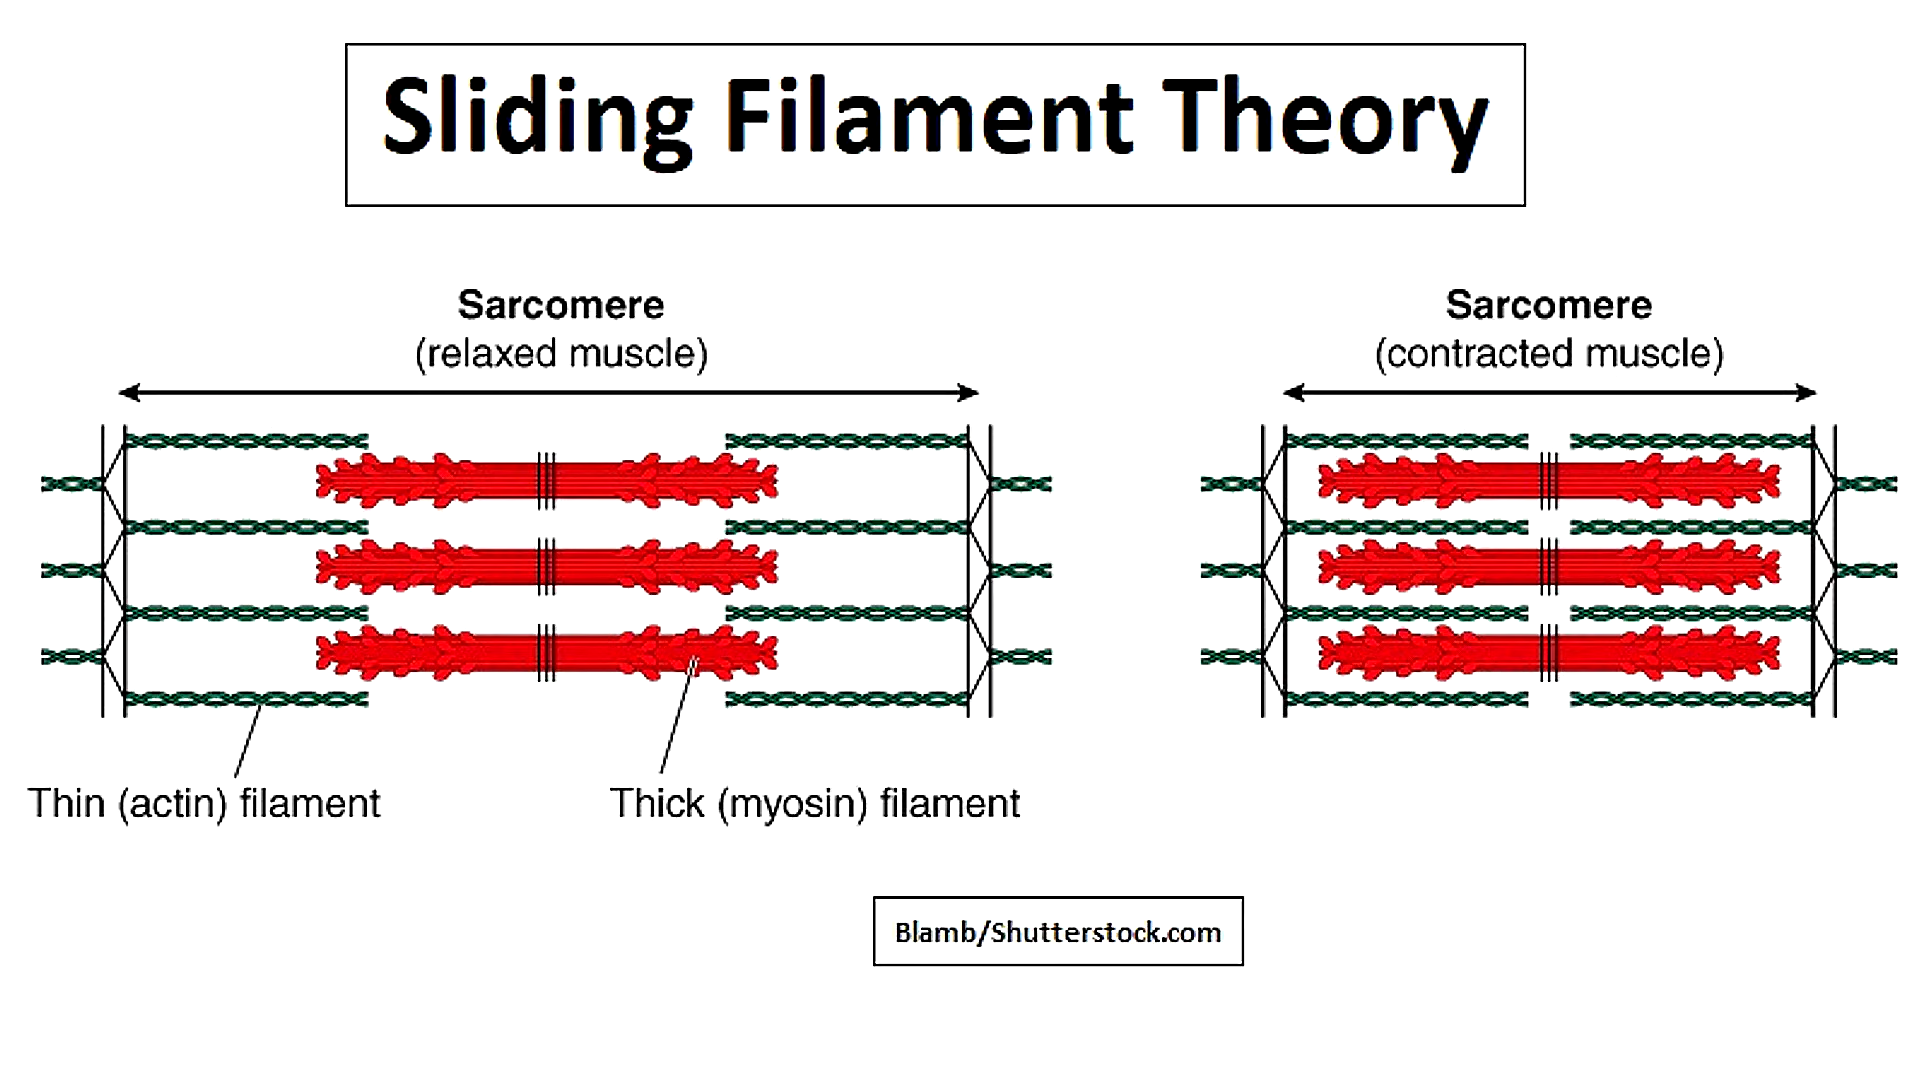 Sliding Filament Theory
Sarcomere
(relaxed muscle)
Sarcomere
(contracted muscle)
Thin (actin) filament
Thick (myosin) filament
Blamb/Shutterstock.com